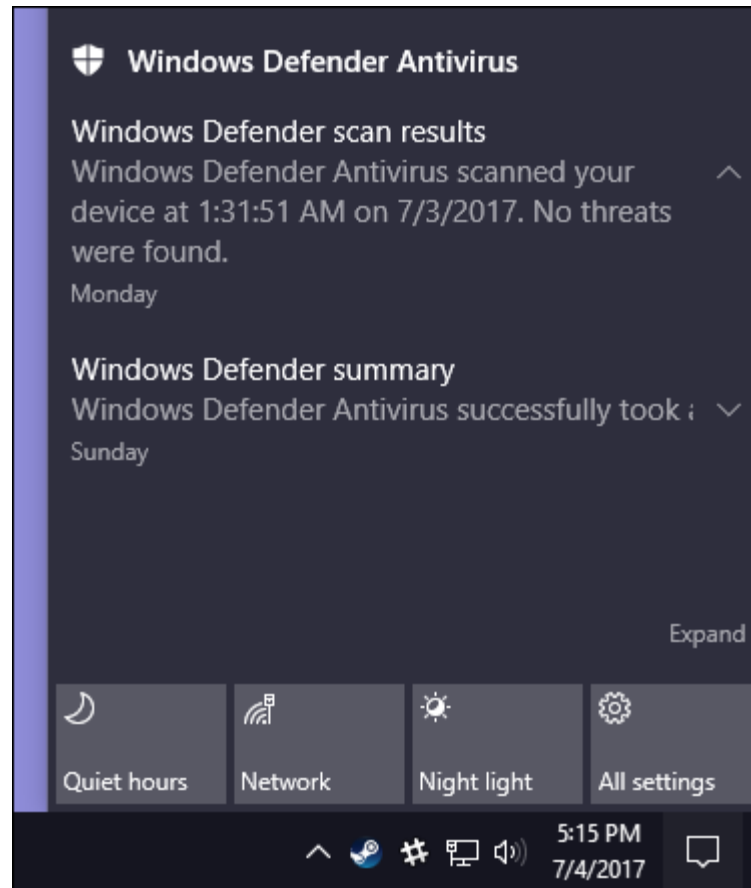 Windows Defender Antivirus
Windows Defender scan results
Windows Defender Antivirus scanned your
device at 1:31:51 AM on 7/3/2017. No threats
were found.
Monday
Windows Defender summary
Windows Defender Antivirus successfully took
Sunday
Expand
Quiet hours Network Night light All settings
5:15 PM
7/4/2017